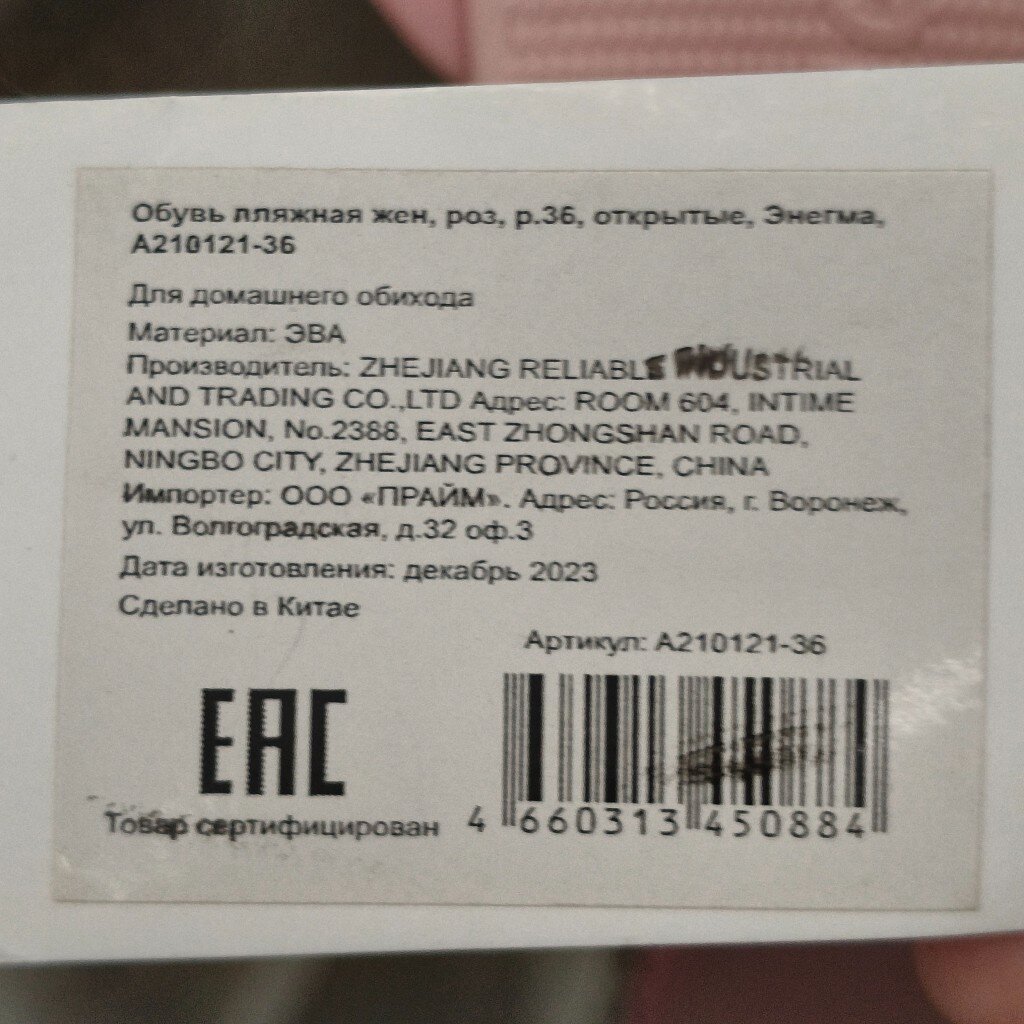 Обувь пляжная жен, роз, р.36, открытые, Энегма,
А210121-36
Для домашнего обихода
Материал: ЭВА
Производитель: ZHEJIANG RELIABLE INDUSTRIAL
AND TRADING CO.,LTD Адрес: ROOM 604, INTIME
MANSION, No.2388, EAST ZHONGSHAN ROAD,
NINGBO CITY, ZHEJIANG PROVINCE, CHINA
Импортер: ООО «ПРАЙМ». Адрес: Россия, г. Воронеж,
ул. Волгоградская, д.32 оф.3
Дата изготовления: декабрь 2023
Сделано в Китае
Артикул: А210121-36
EAC
Товар сертифицирован
4 660313 450884